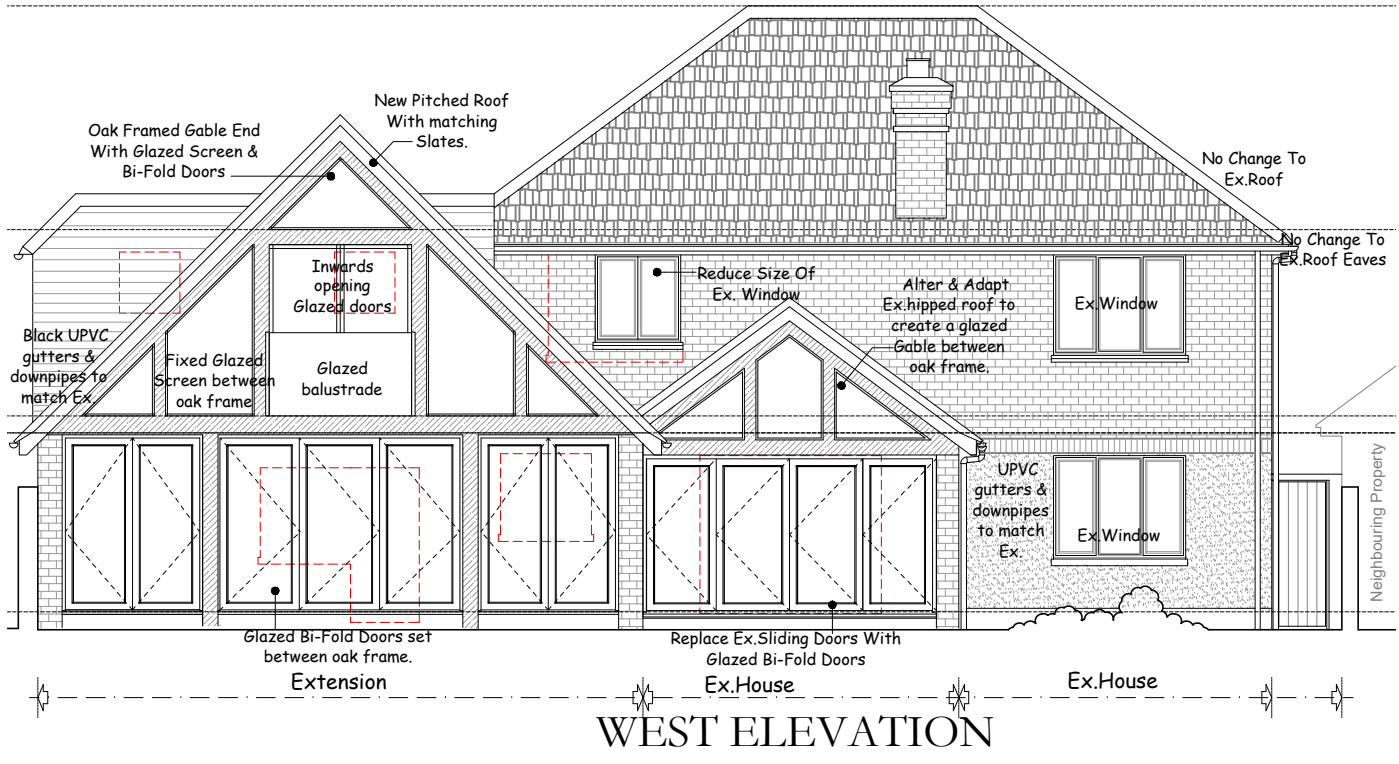 New Pitched Roof
With matching
Slates.
Oak Framed Gable End
With Glazed Screen &
Bi-Fold Doors
No Change To
Ex.Roof
No Change To
Ex.Roof Eaves
Inwards
opening
Glazed doors
Reduce Size Of
Ex. Window
Alter & Adapt
Ex.hipped roof to
create a glazed
Gable between
oak frame.
Ex.Window
Black UPVC
gutters &
downpipes to
match Ex.
Fixed Glazed
Screen between
oak frame
Glazed
balustrade
UPVC
gutters &
downpipes
to match
Ex.
Ex.Window
Neighbouring Property
Glazed Bi-Fold Doors set
between oak frame.
Replace Ex.Sliding Doors With
Glazed Bi-Fold Doors
Extension
Ex.House
Ex.House
WEST ELEVATION